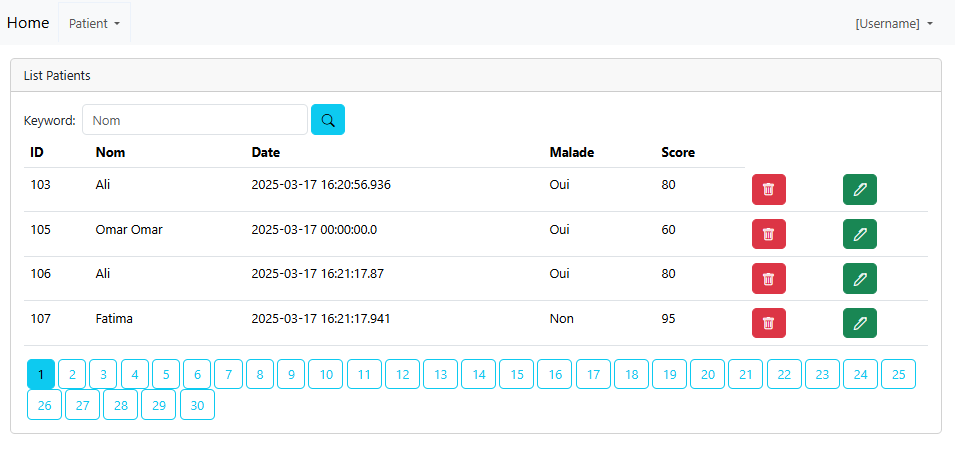 Home Patient [Username]
List Patients
Keyword: Nom
ID Nom Date Malade Score
103 Ali 2025-03-17 16:20:56.936 Oui 80
105 Omar Omar 2025-03-17 00:00:00.0 Oui 60
106 Ali 2025-03-17 16:21:17.87 Oui 80
107 Fatima 2025-03-17 16:21:17.941 Non 95
1 2 3 4 5 6 7 8 9 10 11 12 13 14 15 16 17 18 19 20 21 22 23 24 25
26 27 28 29 30